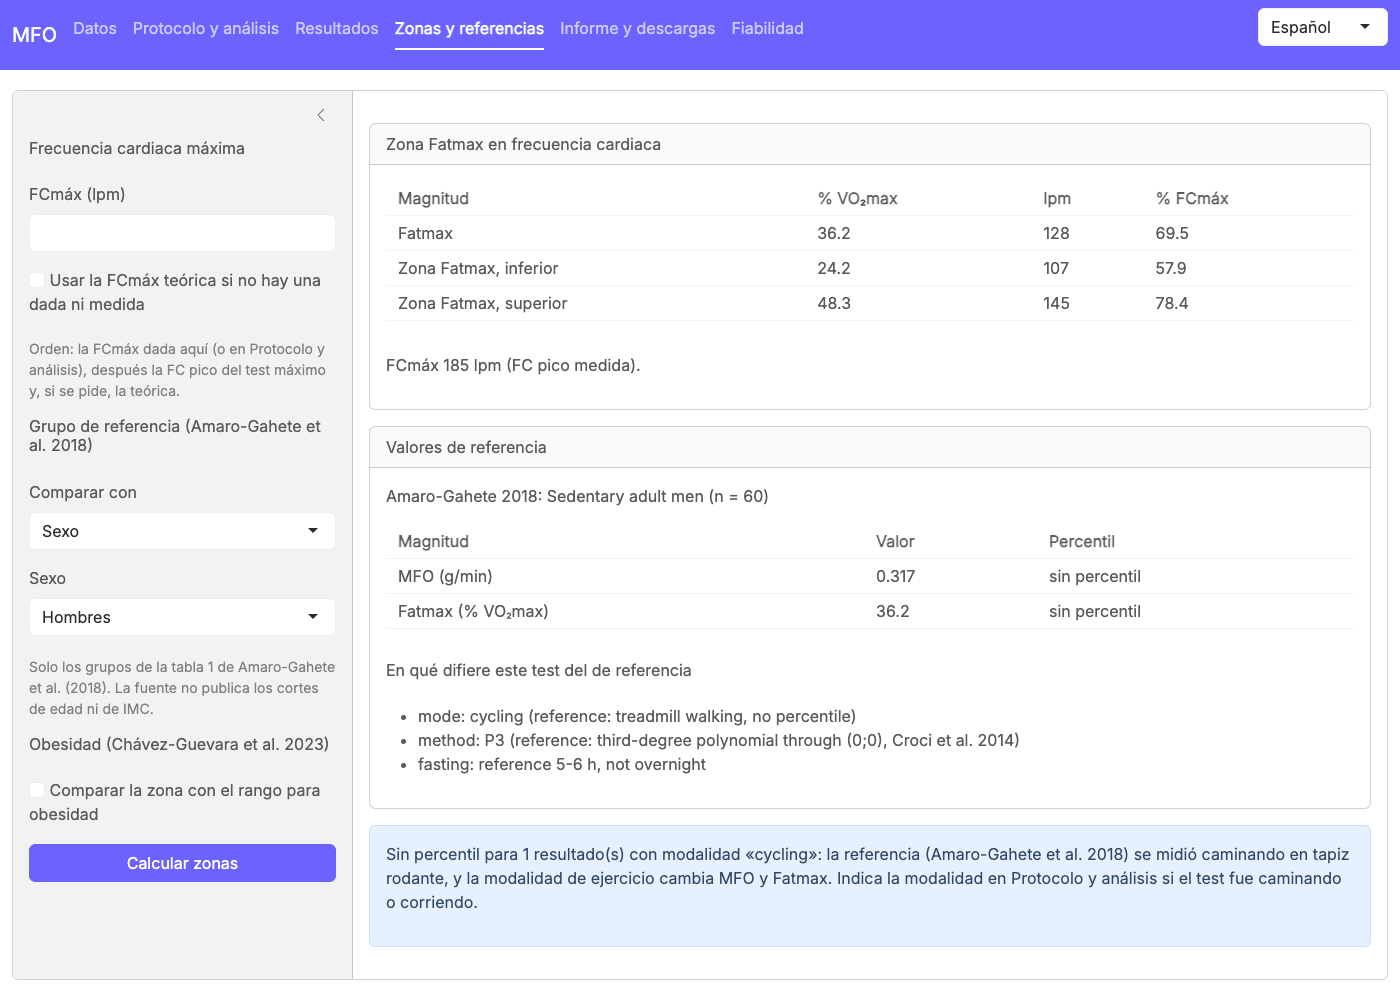 MFO
Datos
Protocolo y análisis
Resultados
Zonas y referencias
Informe y descargas
Fiabilidad
Español
Frecuencia cardiaca máxima
FCmáx (lpm)
Usar la FCmáx teórica si no hay una
dada ni medida
Orden: la FCmáx dada aquí (o en Protocolo y
análisis), después la FC pico del test máximo
y, si se pide, la teórica.
Grupo de referencia (Amaro-Gahete et
al. 2018)
Comparar con
Sexo
Sexo
Hombres
Solo los grupos de la tabla 1 de Amaro-Gahete
et al. (2018). La fuente no publica los cortes
de edad ni de IMC.
Obesidad (Chávez-Guevara et al. 2023)
Comparar la zona con el rango para
obesidad
Calcular zonas
Zona Fatmax en frecuencia cardiaca
Magnitud % VO₂max lpm % FCmáx
Fatmax 36.2 128 69.5
Zona Fatmax, inferior 24.2 107 57.9
Zona Fatmax, superior 48.3 145 78.4
FCmáx 185 lpm (FC pico medida).
Valores de referencia
Amaro-Gahete 2018: Sedentary adult men (n = 60)
Magnitud Valor Percentil
MFO (g/min) 0.317 sin percentil
Fatmax (% VO₂max) 36.2 sin percentil
En qué difiere este test del de referencia
• mode: cycling (reference: treadmill walking, no percentile)
• method: P3 (reference: third-degree polynomial through (0;0), Croci et al. 2014)
• fasting: reference 5-6 h, not overnight
Sin percentil para 1 resultado(s) con modalidad «cycling»: la referencia (Amaro-Gahete et al. 2018) se midió caminando en tapiz
rodante, y la modalidad de ejercicio cambia MFO y Fatmax. Indica la modalidad en Protocolo y análisis si el test fue caminando
o corriendo.